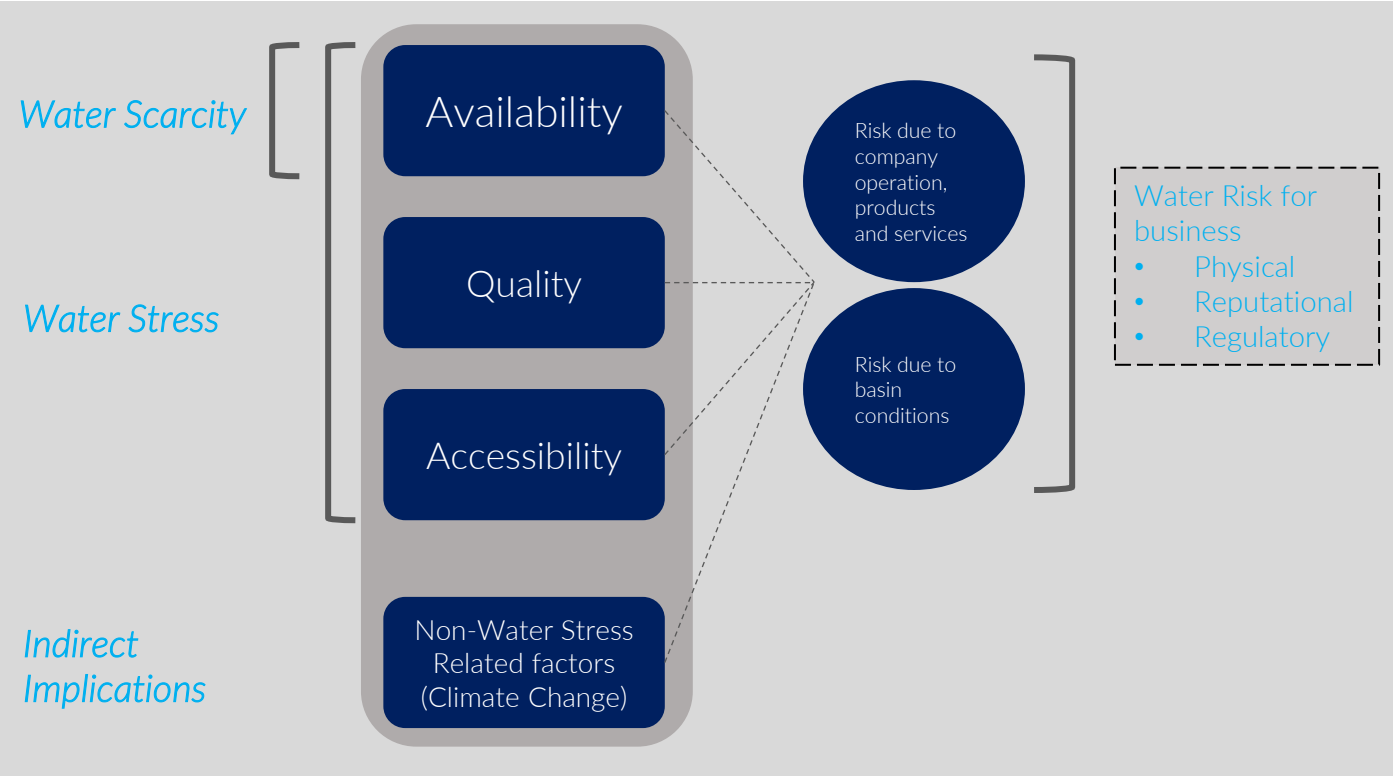 Water Scarcity
Availability
Water Stress
Quality
Accessibility
Indirect
Implications
Non-Water Stress
Related factors
(Climate Change)
Risk due to
company
operation,
products
and services
Risk due to
basin
conditions
Water Risk for
business
• Physical
• Reputational
• Regulatory